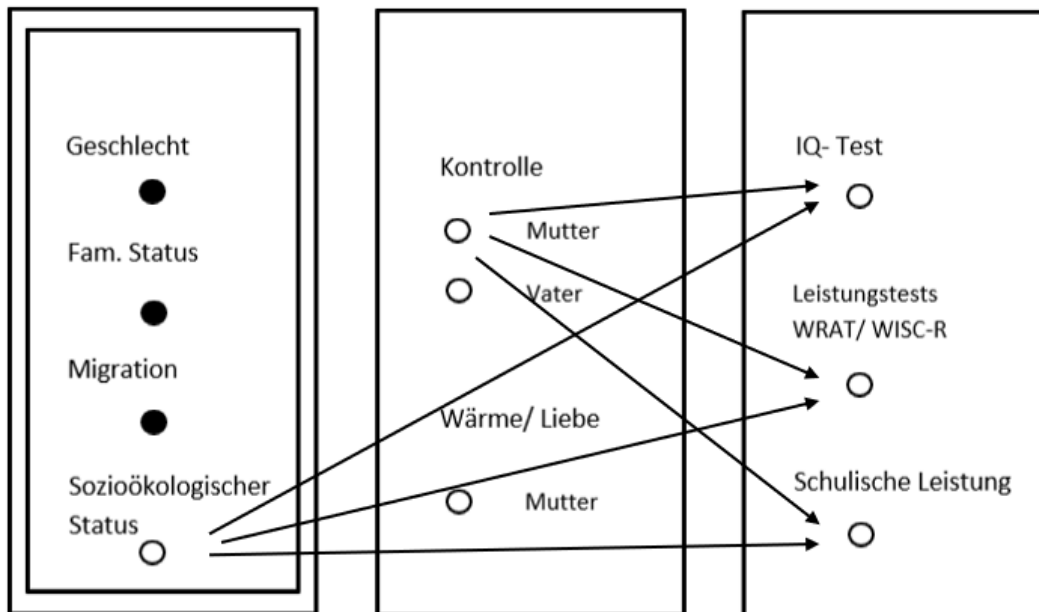 Geschlecht
Fam. Status
Migration
Sozioökologischer
Status
Kontrolle
Mutter
Vater
Wärme/ Liebe
Mutter
IQ- Test
Leistungstests
WRAT/ WISC-R
Schulische Leistung